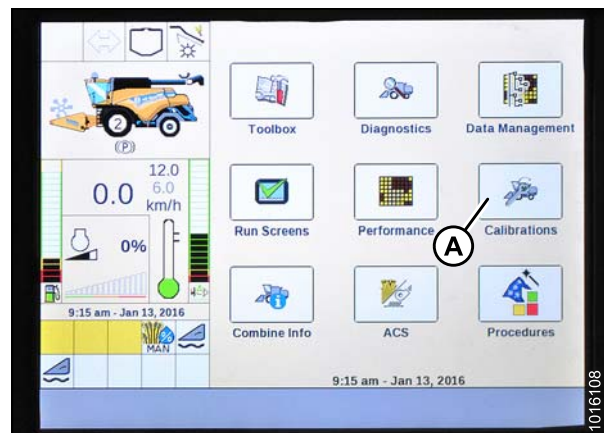 2
(P)
12.0
0.0 6.0
km/h
0%
F
9:15 am - Jan 13, 2016
MAN
Toolbox
Diagnostics
Data Management
Run Screens
Performance
Calibrations
A
Combine Info
ACS
Procedures
9:15 am - Jan 13, 2016
1016108